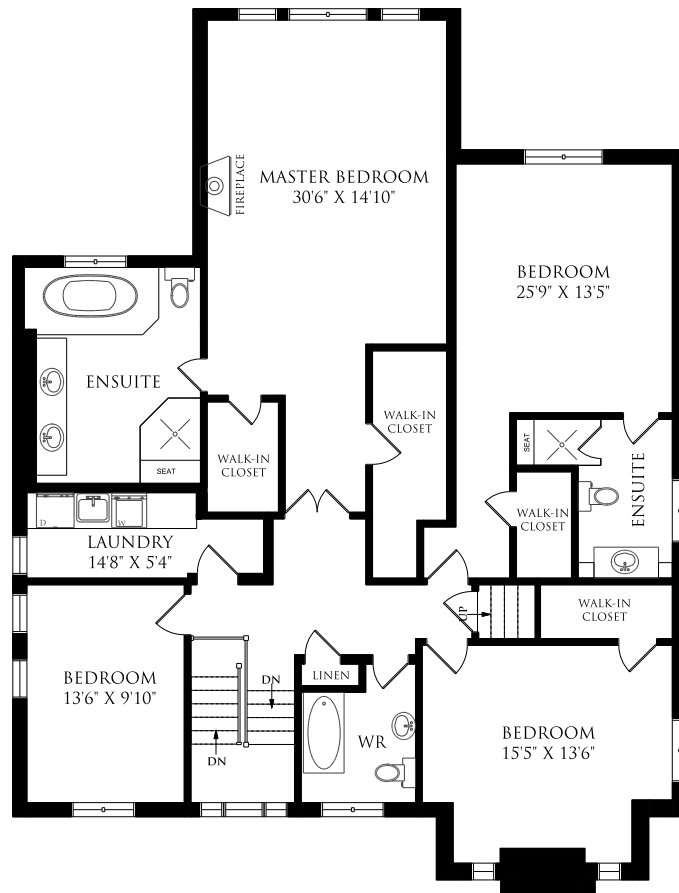 MASTER BEDROOM
30'6" X 14'10"
FIREPLACE
BEDROOM
25'9" X 13'5"
ENSUITE
WALK-IN
CLOSET
WALK-IN
CLOSET
SEAT
SEAT
WALK-IN
CLOSET
ENSUITE
D
W
LAUNDRY
14'8" X 5'4"
UP
WALK-IN
CLOSET
BEDROOM
13'6" X 9'10"
LINEN
DN
DN
WR
BEDROOM
15'5" X 13'6"